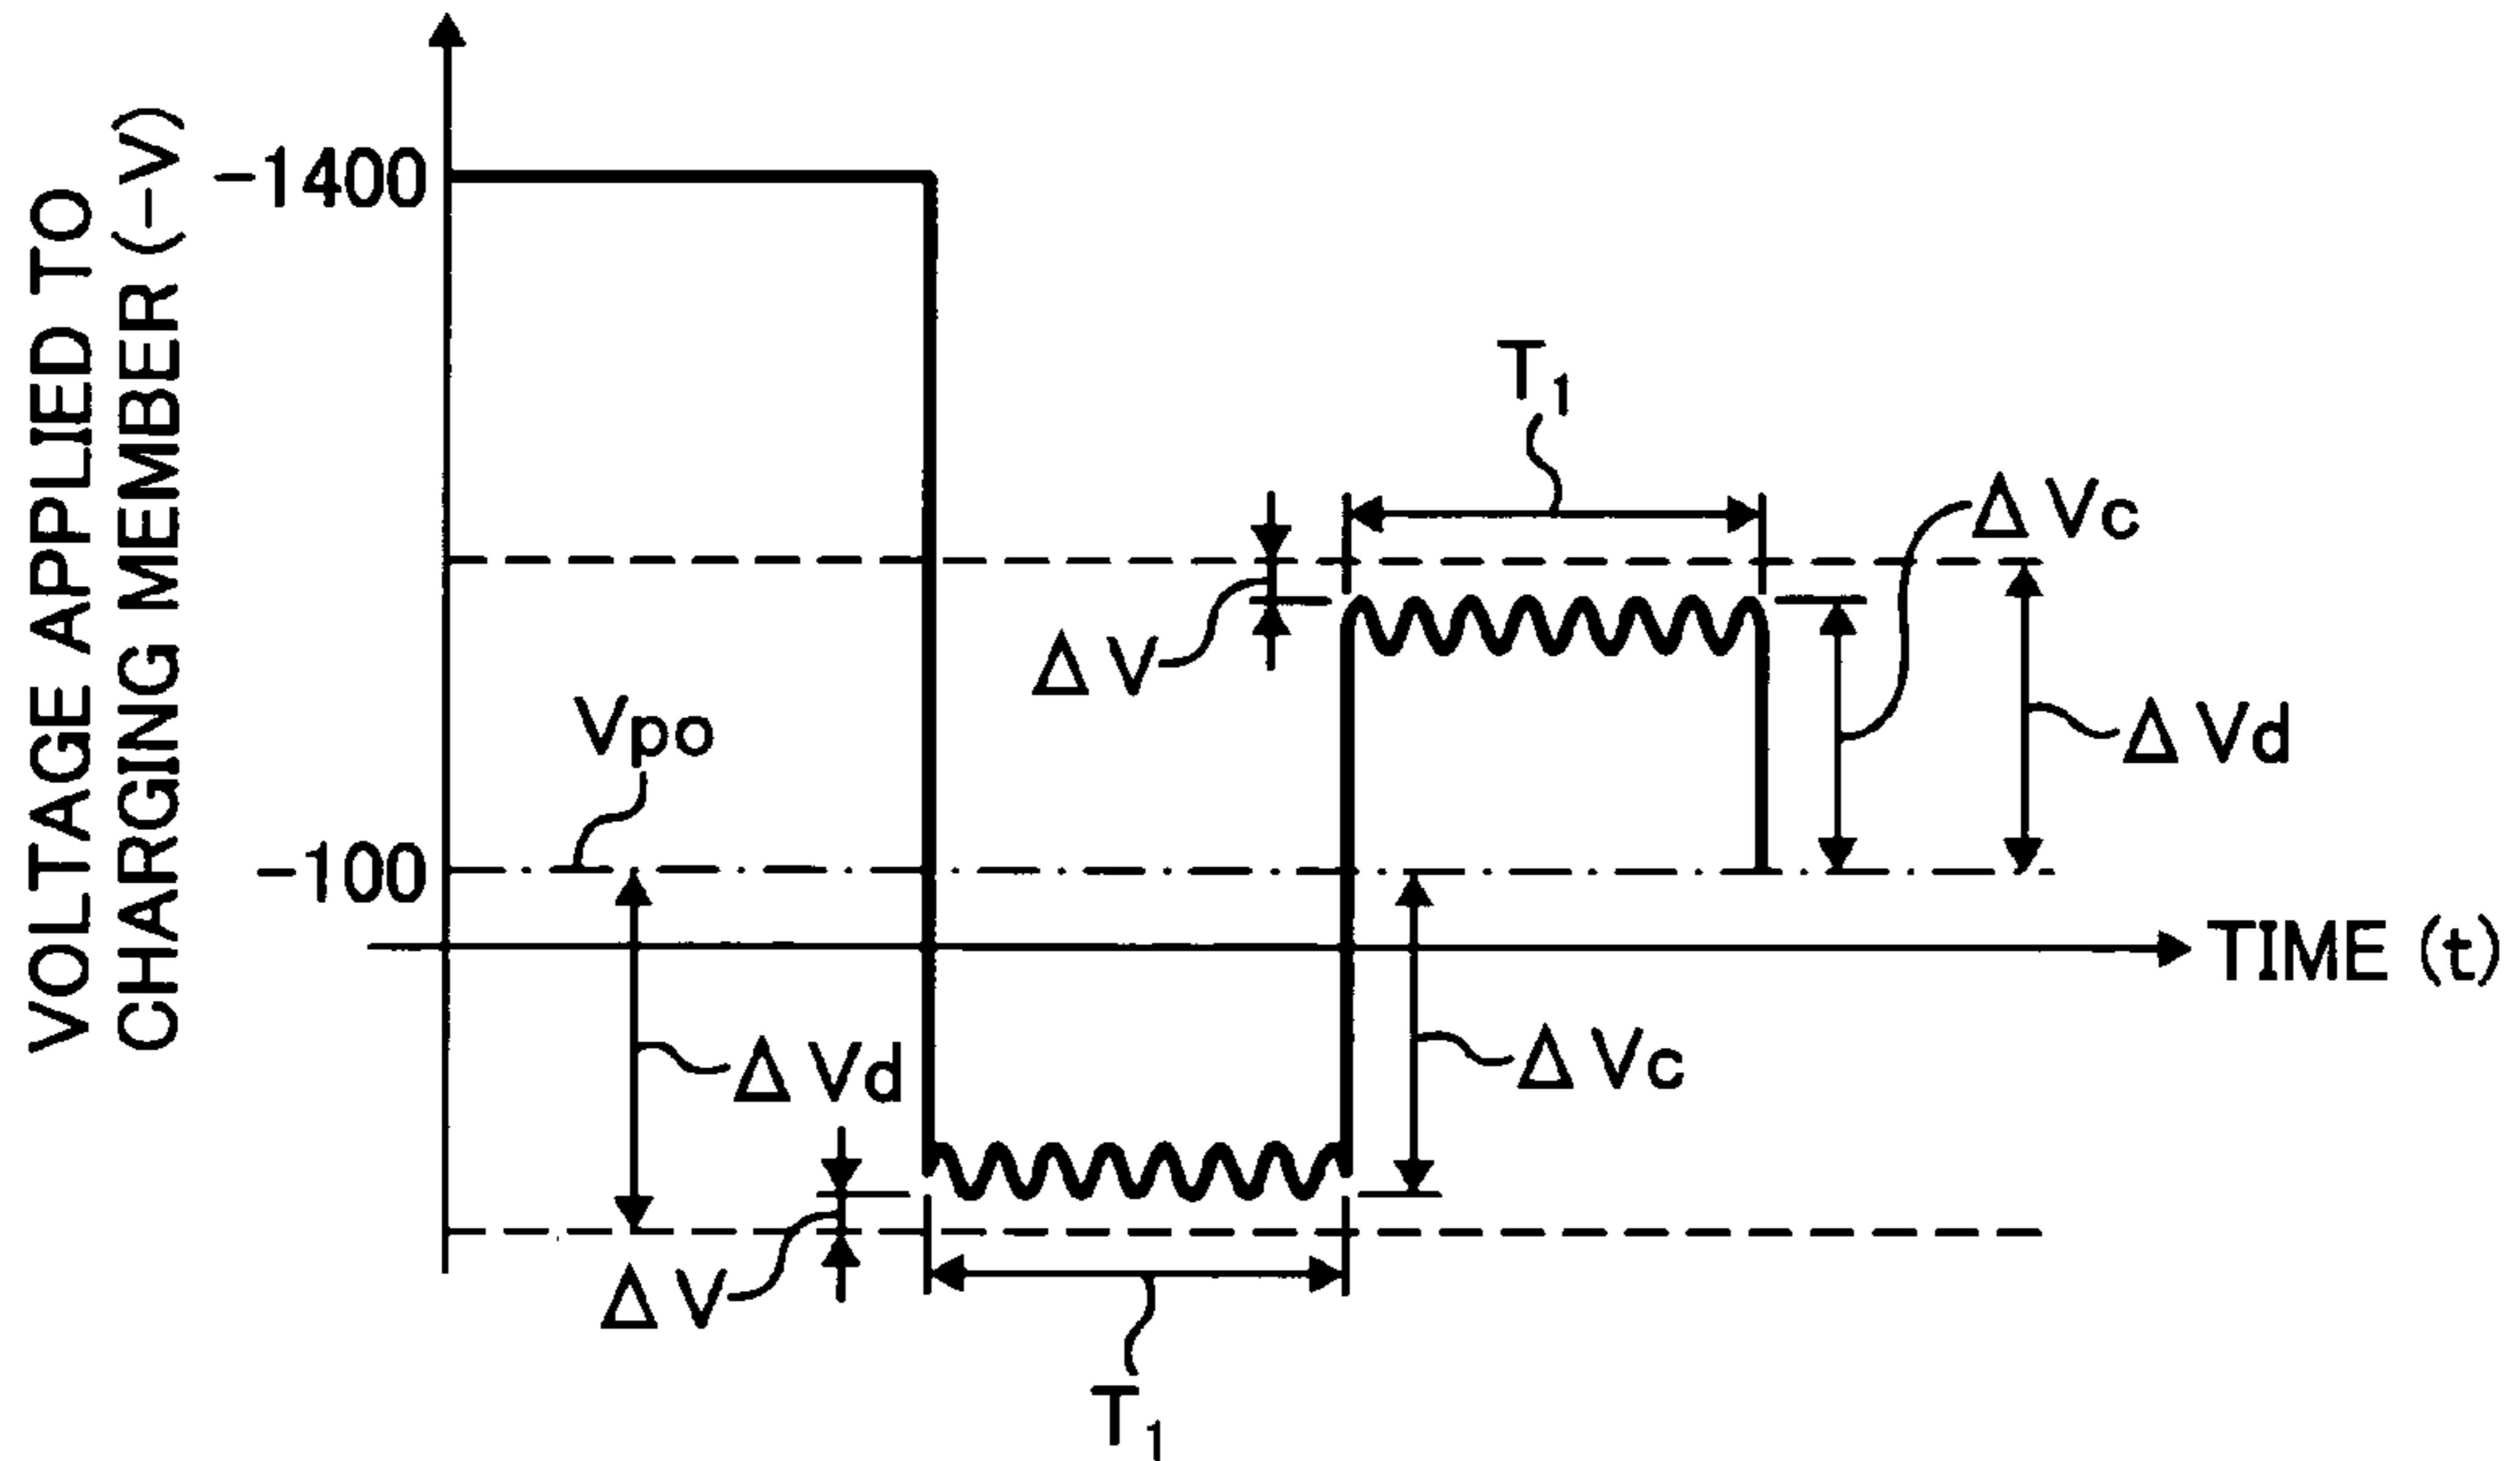 VOLTAGE APPLIED TO
CHARGING MEMBER (-V)
-1400
T1
ΔVc
ΔV
Vpo
ΔVd
-100
TIME (t)
ΔVd
ΔVc
ΔV
T1